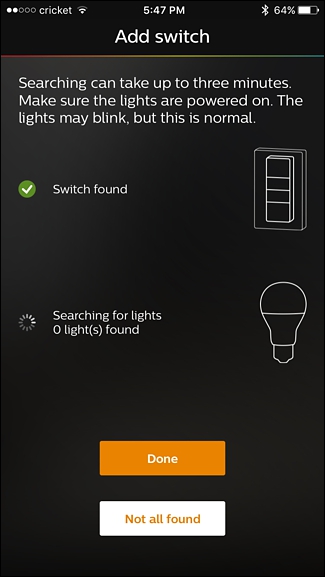 cricket 5:47 PM 64%
Add switch
Searching can take up to three minutes.
Make sure the lights are powered on. The
lights may blink, but this is normal.
Switch found
Searching for lights
0 light(s) found
Done
Not all found